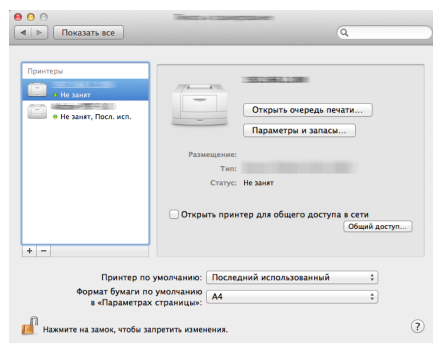 Показать все
Принтеры
Не занят
Не занят, Посл. исп.
Открыть очередь печати...
Параметры и запасы...
Размещение:
Тип:
Статус: Не занят
Открыть принтер для общего доступа в сети
Общий доступ...
+ −
Принтер по умолчанию: Последний использованный
Формат бумаги по умолчанию
в «Параметрах страницы»: A4
Нажмите на замок, чтобы запретить изменения.
?